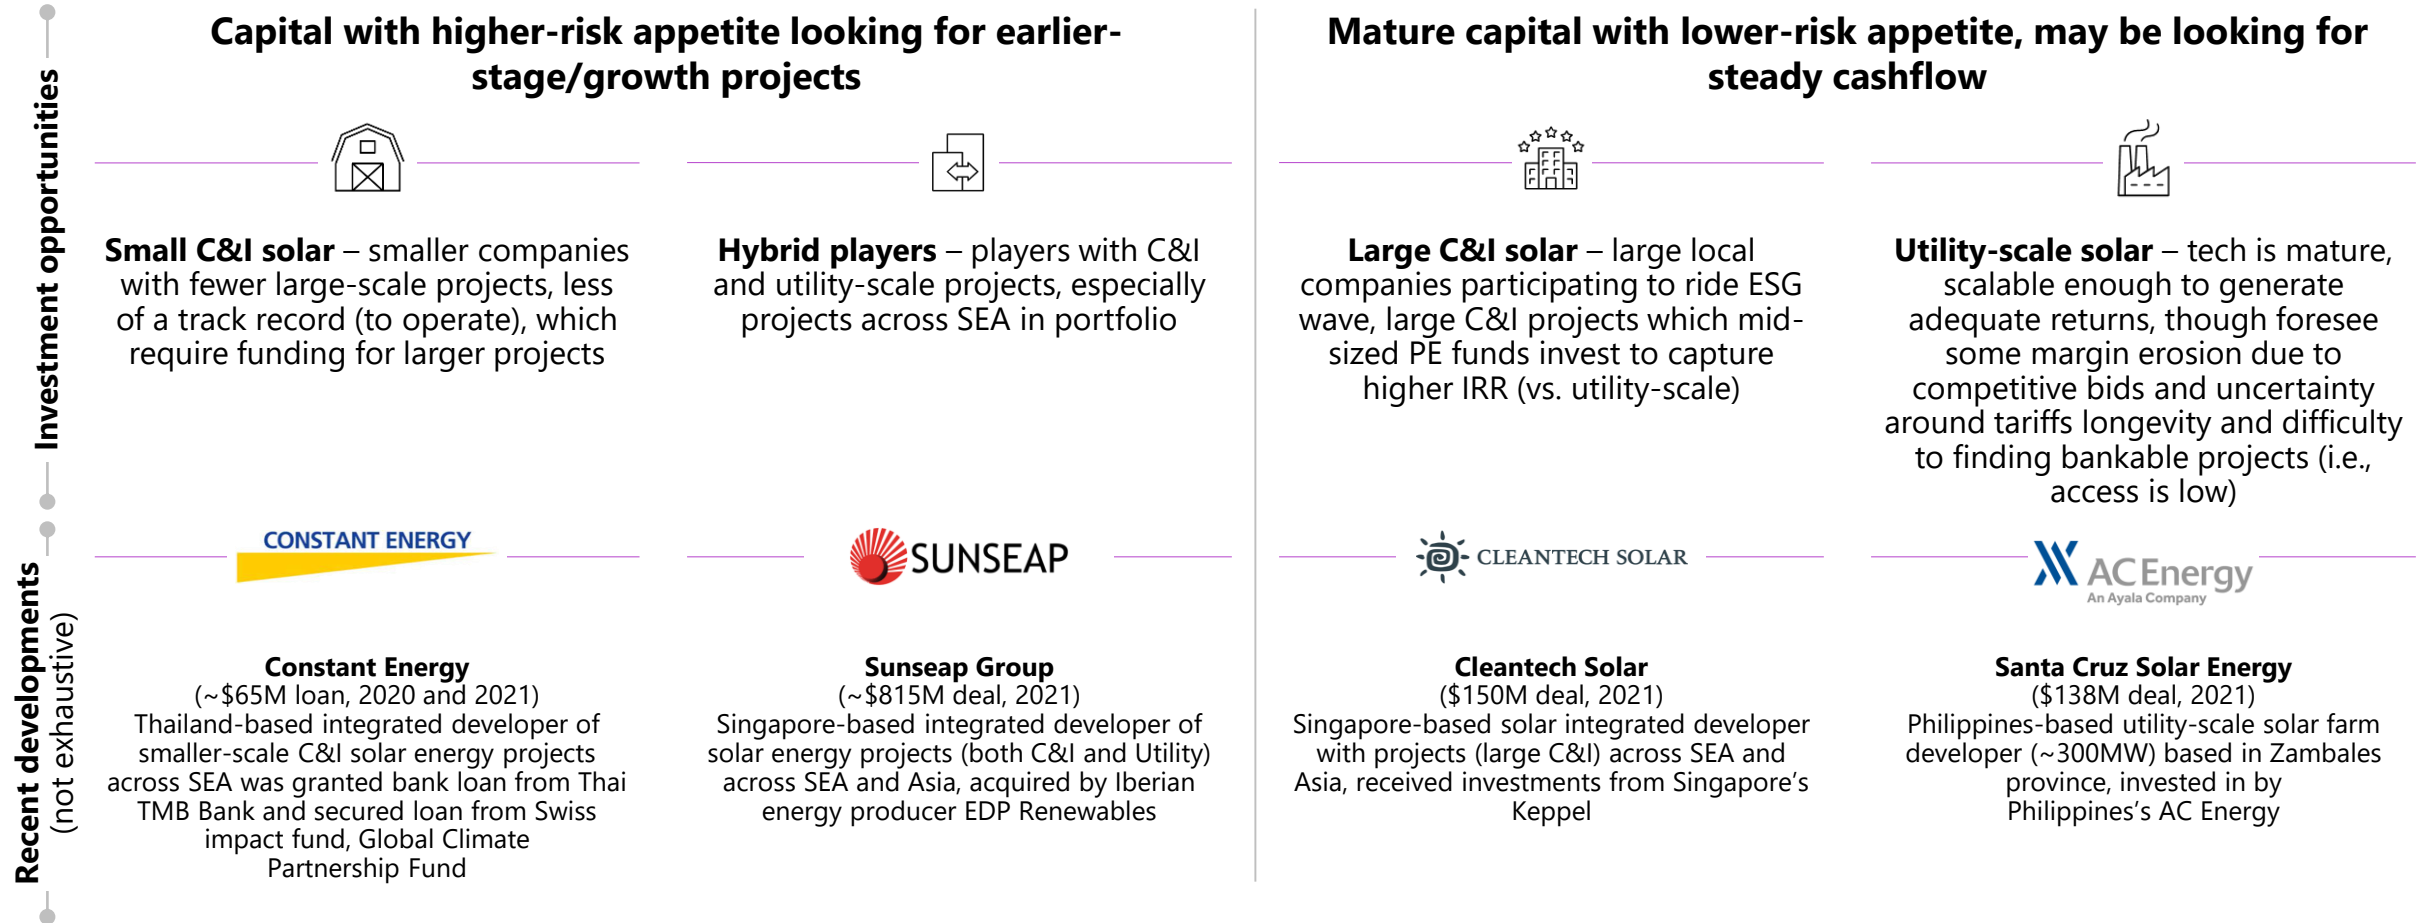 Investment opportunities
Capital with higher-risk appetite looking for earlier-
stage/growth projects
Mature capital with lower-risk appetite, may be looking for
steady cashflow
Small C&I solar – smaller companies
with fewer large-scale projects, less
of a track record (to operate), which
require funding for larger projects
Hybrid players – players with C&I
and utility-scale projects, especially
projects across SEA in portfolio
Large C&I solar – large local
companies participating to ride ESG
wave, large C&I projects which mid-
sized PE funds invest to capture
higher IRR (vs. utility-scale)
Utility-scale solar – tech is mature,
scalable enough to generate
adequate returns, though foresee
some margin erosion due to
competitive bids and uncertainty
around tariffs longevity and difficulty
to finding bankable projects (i.e.,
access is low)
Recent developments
(not exhaustive)
CONSTANT ENERGY
Constant Energy
(~$65M loan, 2020 and 2021)
Thailand-based integrated developer of
smaller-scale C&I solar energy projects
across SEA was granted bank loan from Thai
TMB Bank and secured loan from Swiss
impact fund, Global Climate
Partnership Fund
SUNSEAP
Sunseap Group
(~$815M deal, 2021)
Singapore-based integrated developer of
solar energy projects (both C&I and Utility)
across SEA and Asia, acquired by Iberian
energy producer EDP Renewables
CLEANTECH SOLAR
Cleantech Solar
($150M deal, 2021)
Singapore-based solar integrated developer
with projects (large C&I) across SEA and
Asia, received investments from Singapore’s
Keppel
AC Energy
An Ayala Company
Santa Cruz Solar Energy
($138M deal, 2021)
Philippines-based utility-scale solar farm
developer (~300MW) based in Zambales
province, invested in by
Philippines’s AC Energy